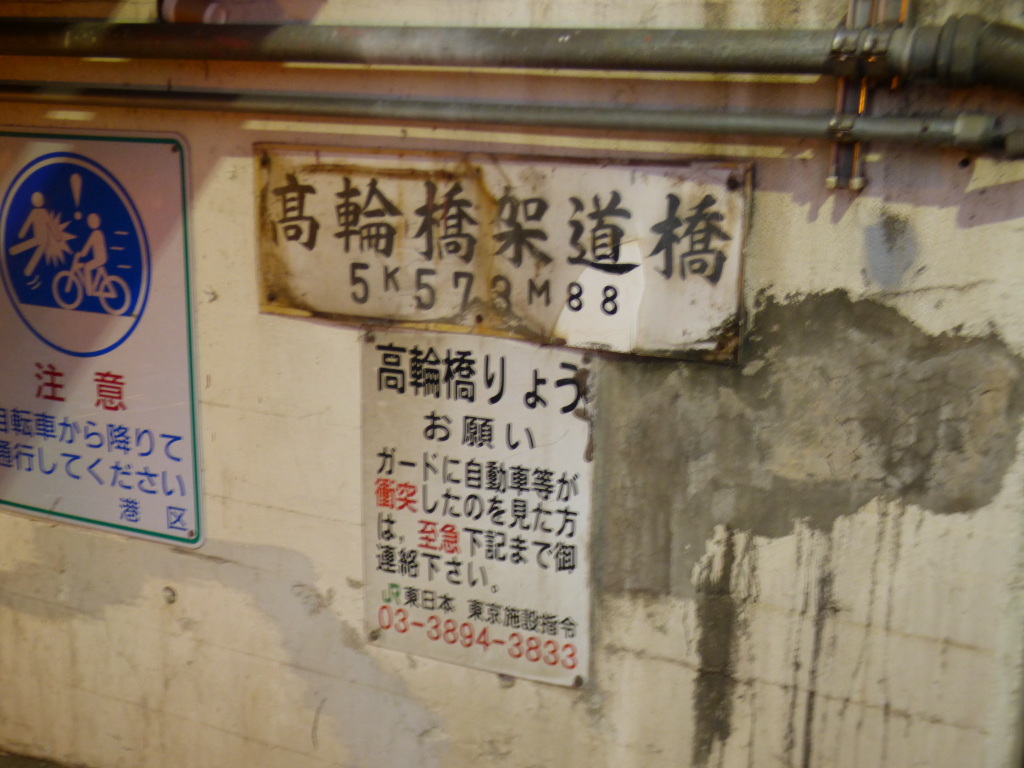 注意
自転車から降りて
通行してください
港 区
高輪橋架道橋
5K573M88
高輪橋りょう
お願い
ガードに自動車等が
衝突したのを見た方
は、至急下記まで御
連絡下さい。
JR東日本 東京施設指令
03-3894-3833